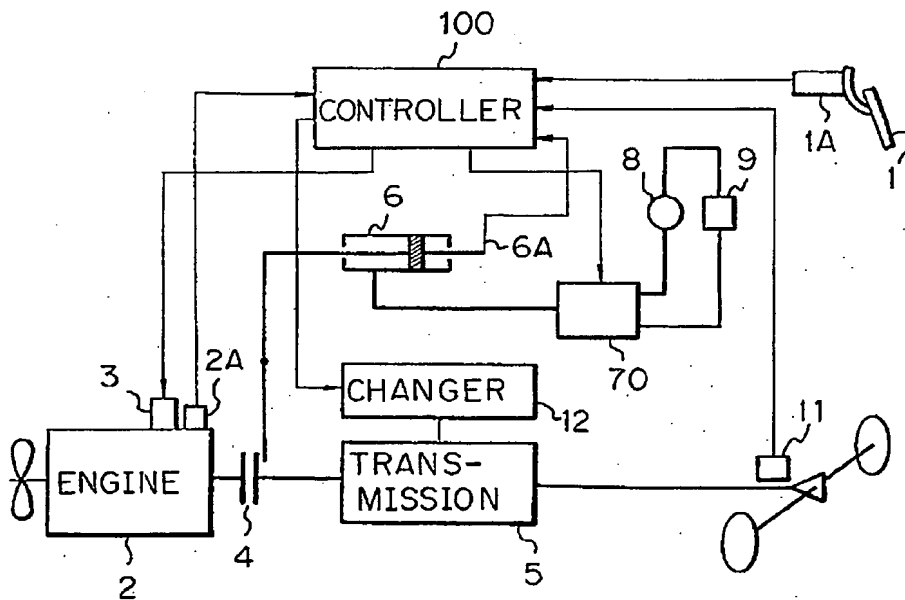 100
CONTROLLER
1A
1
8
9
6
6A
70
3
2A
CHANGER
12
11
ENGINE
TRANS-
MISSION
2
4
5